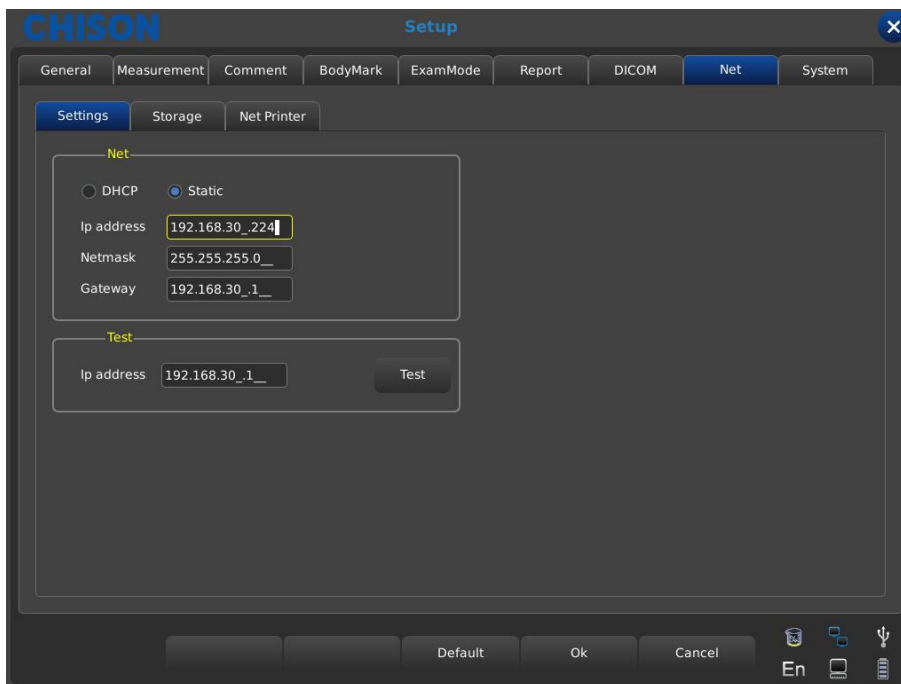 CHISON
Setup
General Measurement Comment BodyMark ExamMode Report DICOM Net System
Settings Storage Net Printer
Net
DHCP Static
Ip address 192.168.30_.224
Netmask 255.255.255.0__
Gateway 192.168.30_.1__
Test
Ip address 192.168.30_.1__ Test
Default Ok Cancel
En